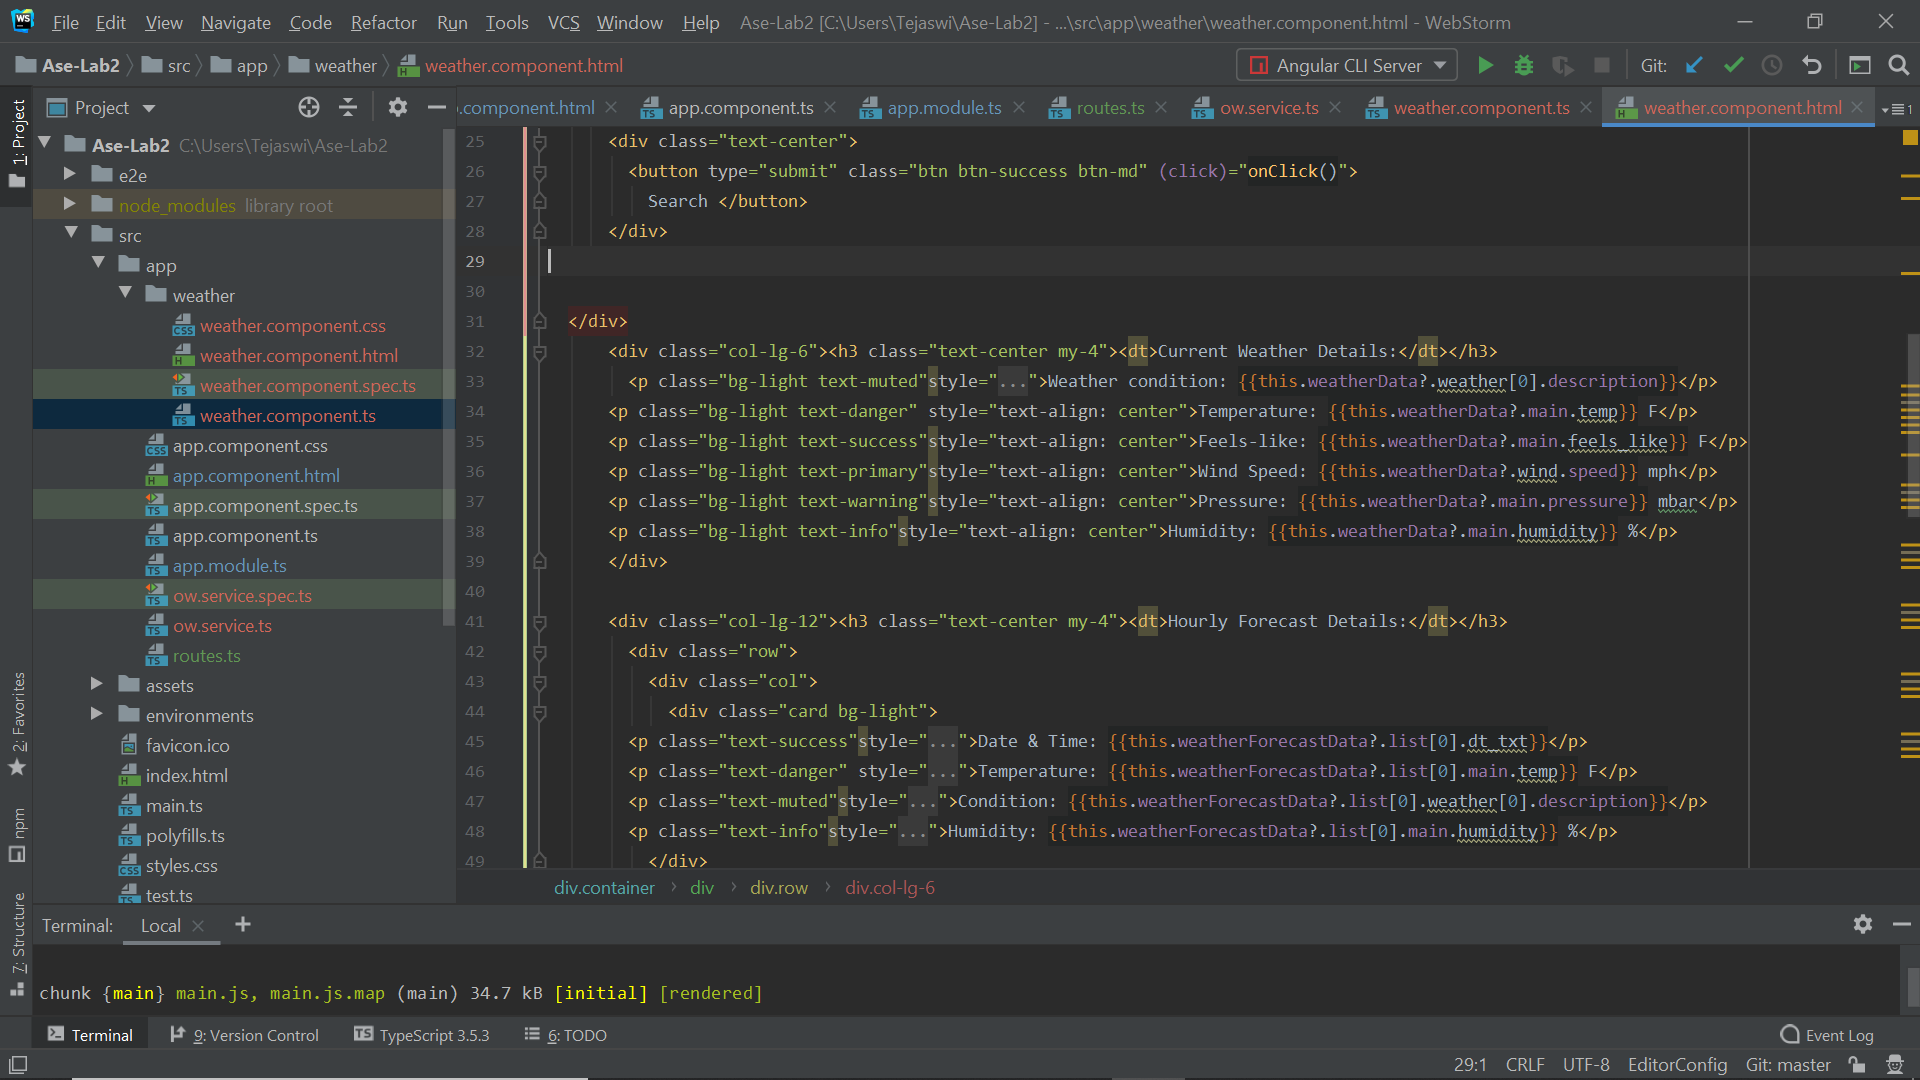 WS File Edit View Navigate Code Refactor Run Tools VCS Window Help Ase-Lab2 [C:\Users\Tejaswi\Ase-Lab2] - ...\src\app\weather\weather.component.html - WebStorm
Ase-Lab2 src app weather weather.component.html Angular CLI Server Git:
1: Project
Project
.component.html app.component.ts app.module.ts routes.ts ow.service.ts weather.component.ts weather.component.html 1
Ase-Lab2 C:\Users\Tejaswi\Ase-Lab2
e2e
node_modules library root
src
app
weather
weather.component.css
weather.component.html
weather.component.spec.ts
weather.component.ts
app.component.css
app.component.html
app.component.spec.ts
app.component.ts
app.module.ts
ow.service.spec.ts
ow.service.ts
routes.ts
assets
environments
favicon.ico
index.html
main.ts
polyfills.ts
styles.css
test.ts
2: Favorites
npm
7: Structure
25 <div class="text-center">
26 <button type="submit" class="btn btn-success btn-md" (click)="onClick()">
27 Search </button>
28 </div>
29
30
31 </div>
32 <div class="col-lg-6"><h3 class="text-center my-4"><dt>Current Weather Details:</dt></h3>
33 <p class="bg-light text-muted"style="...">Weather condition: {{this.weatherData?.weather[0].description}}</p>
34 <p class="bg-light text-danger" style="text-align: center">Temperature: {{this.weatherData?.main.temp}} F</p>
35 <p class="bg-light text-success"style="text-align: center">Feels-like: {{this.weatherData?.main.feels_like}} F</p>
36 <p class="bg-light text-primary"style="text-align: center">Wind Speed: {{this.weatherData?.wind.speed}} mph</p>
37 <p class="bg-light text-warning"style="text-align: center">Pressure: {{this.weatherData?.main.pressure}} mbar</p>
38 <p class="bg-light text-info"style="text-align: center">Humidity: {{this.weatherData?.main.humidity}} %</p>
39 </div>
40
41 <div class="col-lg-12"><h3 class="text-center my-4"><dt>Hourly Forecast Details:</dt></h3>
42 <div class="row">
43 <div class="col">
44 <div class="card bg-light">
45 <p class="text-success"style="...">Date & Time: {{this.weatherForecastData?.list[0].dt_txt}}</p>
46 <p class="text-danger" style="...">Temperature: {{this.weatherForecastData?.list[0].main.temp}} F</p>
47 <p class="text-muted"style="...">Condition: {{this.weatherForecastData?.list[0].weather[0].description}}</p>
48 <p class="text-info"style="...">Humidity: {{this.weatherForecastData?.list[0].main.humidity}} %</p>
49 </div>
div.container div div.row div.col-lg-6
Terminal: Local
chunk {main} main.js, main.js.map (main) 34.7 kB [initial] [rendered]
Terminal 9: Version Control TypeScript 3.5.3 6: TODO Event Log
29:1 CRLF UTF-8 EditorConfig Git: master